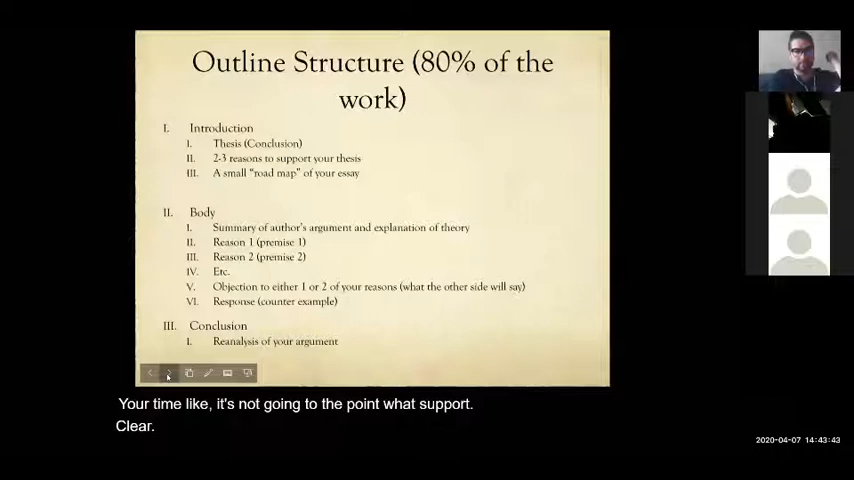 Outline Structure (80% of the
work)
I. Introduction
I. Thesis (Conclusion)
II. 2-3 reasons to support your thesis
III. A small “road map” of your essay
II. Body
I. Summary of author's argument and explanation of theory
II. Reason 1 (premise 1)
III. Reason 2 (premise 2)
IV. Etc.
V. Objection to either 1 or 2 of your reasons (what the other side will say)
VI. Response (counter example)
III. Conclusion
I. Reanalysis of your argument
Your time like, it's not going to the point what support.
Clear.
2020-04-07 14:43:43